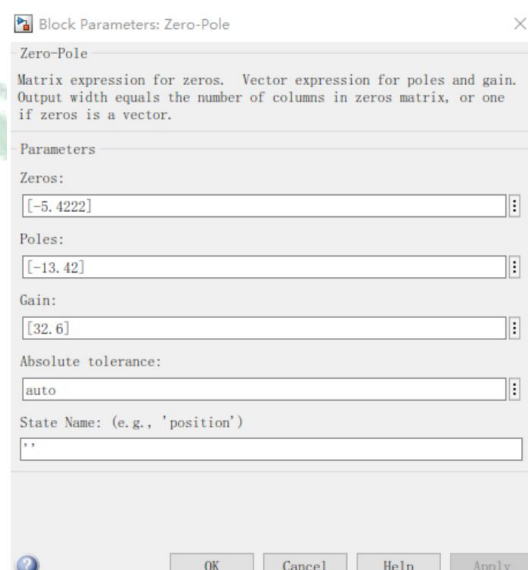 Block Parameters: Zero-Pole
Zero-Pole
Matrix expression for zeros. Vector expression for poles and gain.
Output width equals the number of columns in zeros matrix, or one
if zeros is a vector.
Parameters
Zeros:
[-5.4222]
Poles:
[-13.42]
Gain:
[32.6]
Absolute tolerance:
auto
State Name: (e.g., 'position')
''
OK Cancel Help Apply